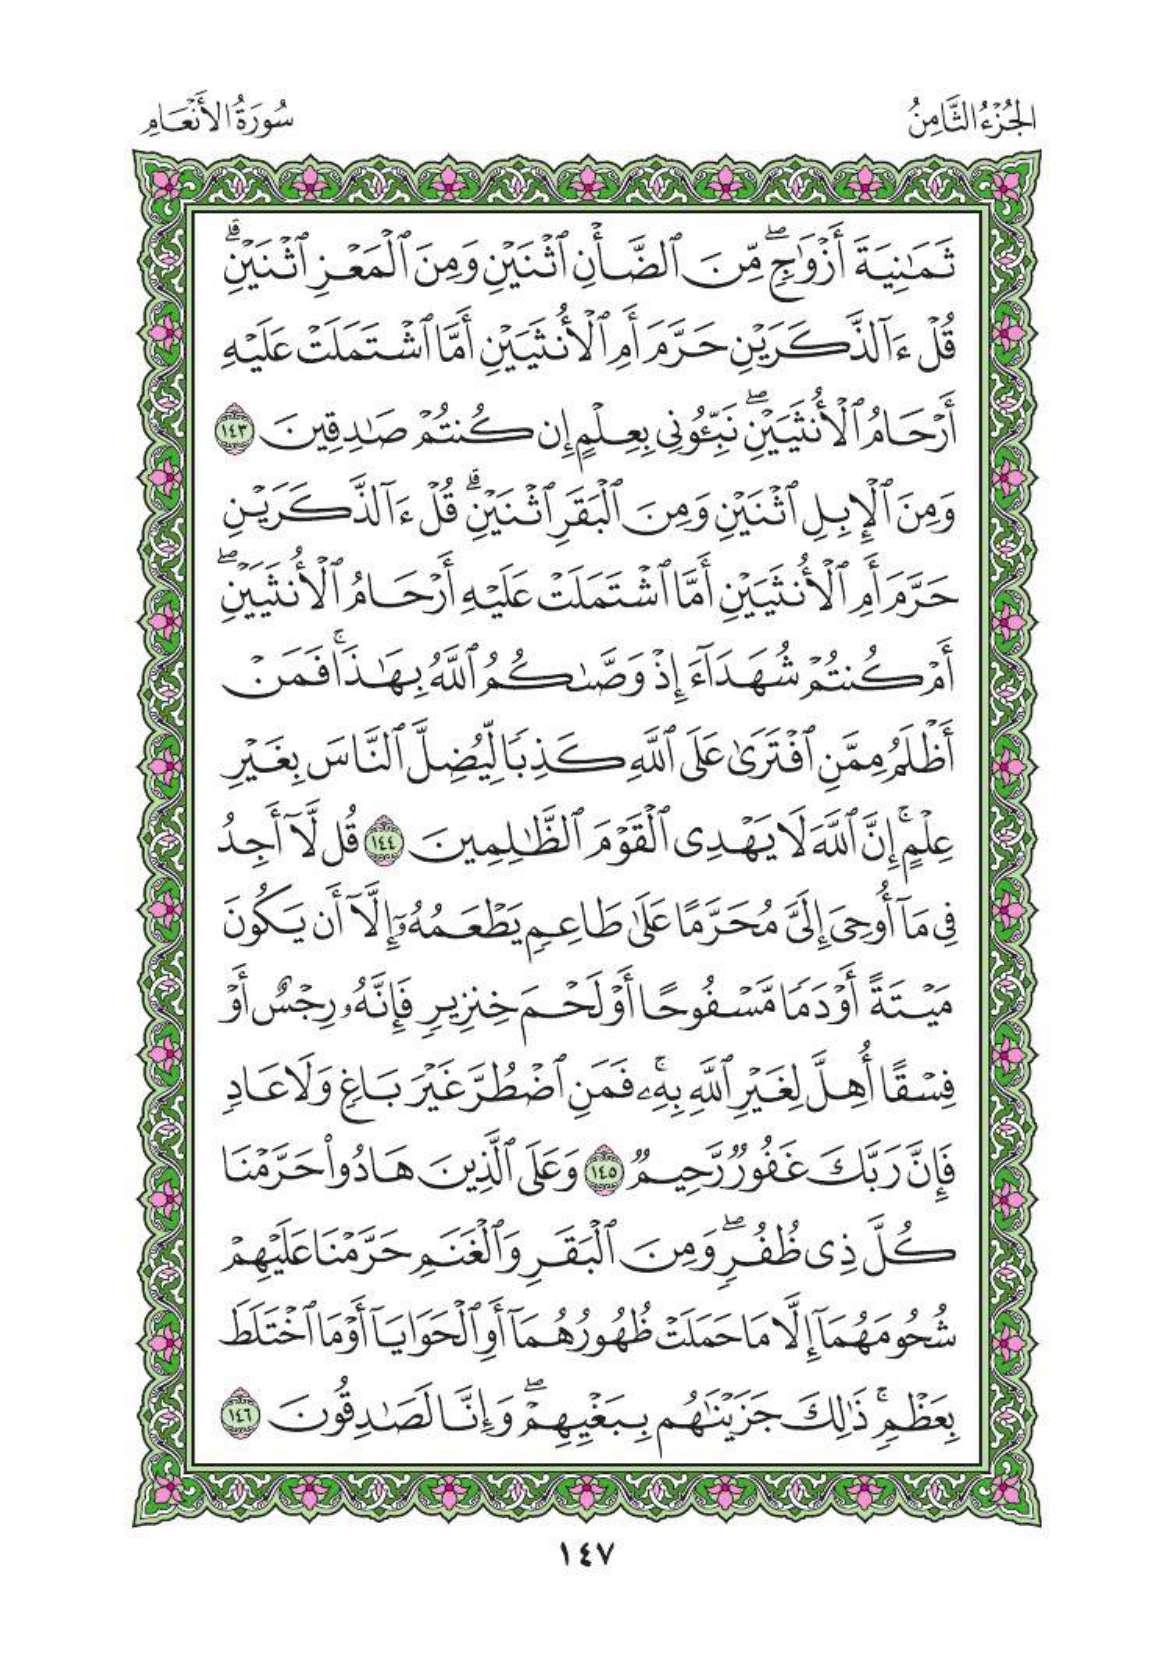 الجُزْءُ الثَّامِنُ
سُورَةُ الأَنْعَامِ
ثَمَٰنِيَةَ أَزْوَٰجٍۖ مِّنَ ٱلضَّأْنِ ٱثْنَيْنِ وَمِنَ ٱلْمَعْزِ ٱثْنَيْنِۗ
قُلْ ءَآلذَّكَرَيْنِ حَرَّمَ أَمِ ٱلْأُنثَيَيْنِ أَمَّا ٱشْتَمَلَتْ عَلَيْهِ
أَرْحَامُ ٱلْأُنثَيَيْنِۖ نَبِّـُٔونِى بِعِلْمٍ إِن كُنتُمْ صَٰدِقِينَ ١٤٣
وَمِنَ ٱلْإِبِلِ ٱثْنَيْنِ وَمِنَ ٱلْبَقَرِ ٱثْنَيْنِۗ قُلْ ءَآلذَّكَرَيْنِ
حَرَّمَ أَمِ ٱلْأُنثَيَيْنِ أَمَّا ٱشْتَمَلَتْ عَلَيْهِ أَرْحَامُ ٱلْأُنثَيَيْنِۖ
أَمْ كُنتُمْ شُهَدَآءَ إِذْ وَصَّىٰكُمُ ٱللَّهُ بِهَٰذَاۚ فَمَنْ
أَظْلَمُ مِمَّنِ ٱفْتَرَىٰ عَلَى ٱللَّهِ كَذِبًا لِّيُضِلَّ ٱلنَّاسَ بِغَيْرِ
عِلْمٍۚ إِنَّ ٱللَّهَ لَا يَهْدِى ٱلْقَوْمَ ٱلظَّٰلِمِينَ ١٤٤ قُل لَّآ أَجِدُ
فِى مَآ أُوحِىَ إِلَىَّ مُحَرَّمًا عَلَىٰ طَاعِمٍ يَطْعَمُهُۥٓ إِلَّآ أَن يَكُونَ
مَيْتَةً أَوْ دَمًا مَّسْفُوحًا أَوْ لَحْمَ خِنزِيرٍ فَإِنَّهُۥ رِجْسٌ أَوْ
فِسْقًا أُهِلَّ لِغَيْرِ ٱللَّهِ بِهِۦۚ فَمَنِ ٱضْطُرَّ غَيْرَ بَاغٍ وَلَا عَادٍ
فَإِنَّ رَبَّكَ غَفُورٌ رَّحِيمٌ ١٤٥ وَعَلَى ٱلَّذِينَ هَادُوا۟ حَرَّمْنَا
كُلَّ ذِى ظُفُرٍۖ وَمِنَ ٱلْبَقَرِ وَٱلْغَنَمِ حَرَّمْنَا عَلَيْهِمْ
شُحُومَهُمَآ إِلَّا مَا حَمَلَتْ ظُهُورُهُمَآ أَوِ ٱلْحَوَايَآ أَوْ مَا ٱخْتَلَطَ
بِعَظْمٍۚ ذَٰلِكَ جَزَيْنَٰهُم بِبَغْيِهِمْۖ وَإِنَّا لَصَٰدِقُونَ ١٤٦
١٤٧